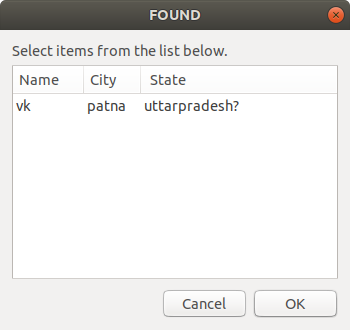 FOUND
Select items from the list below.
Name City State
vk patna uttarpradesh?
Cancel OK